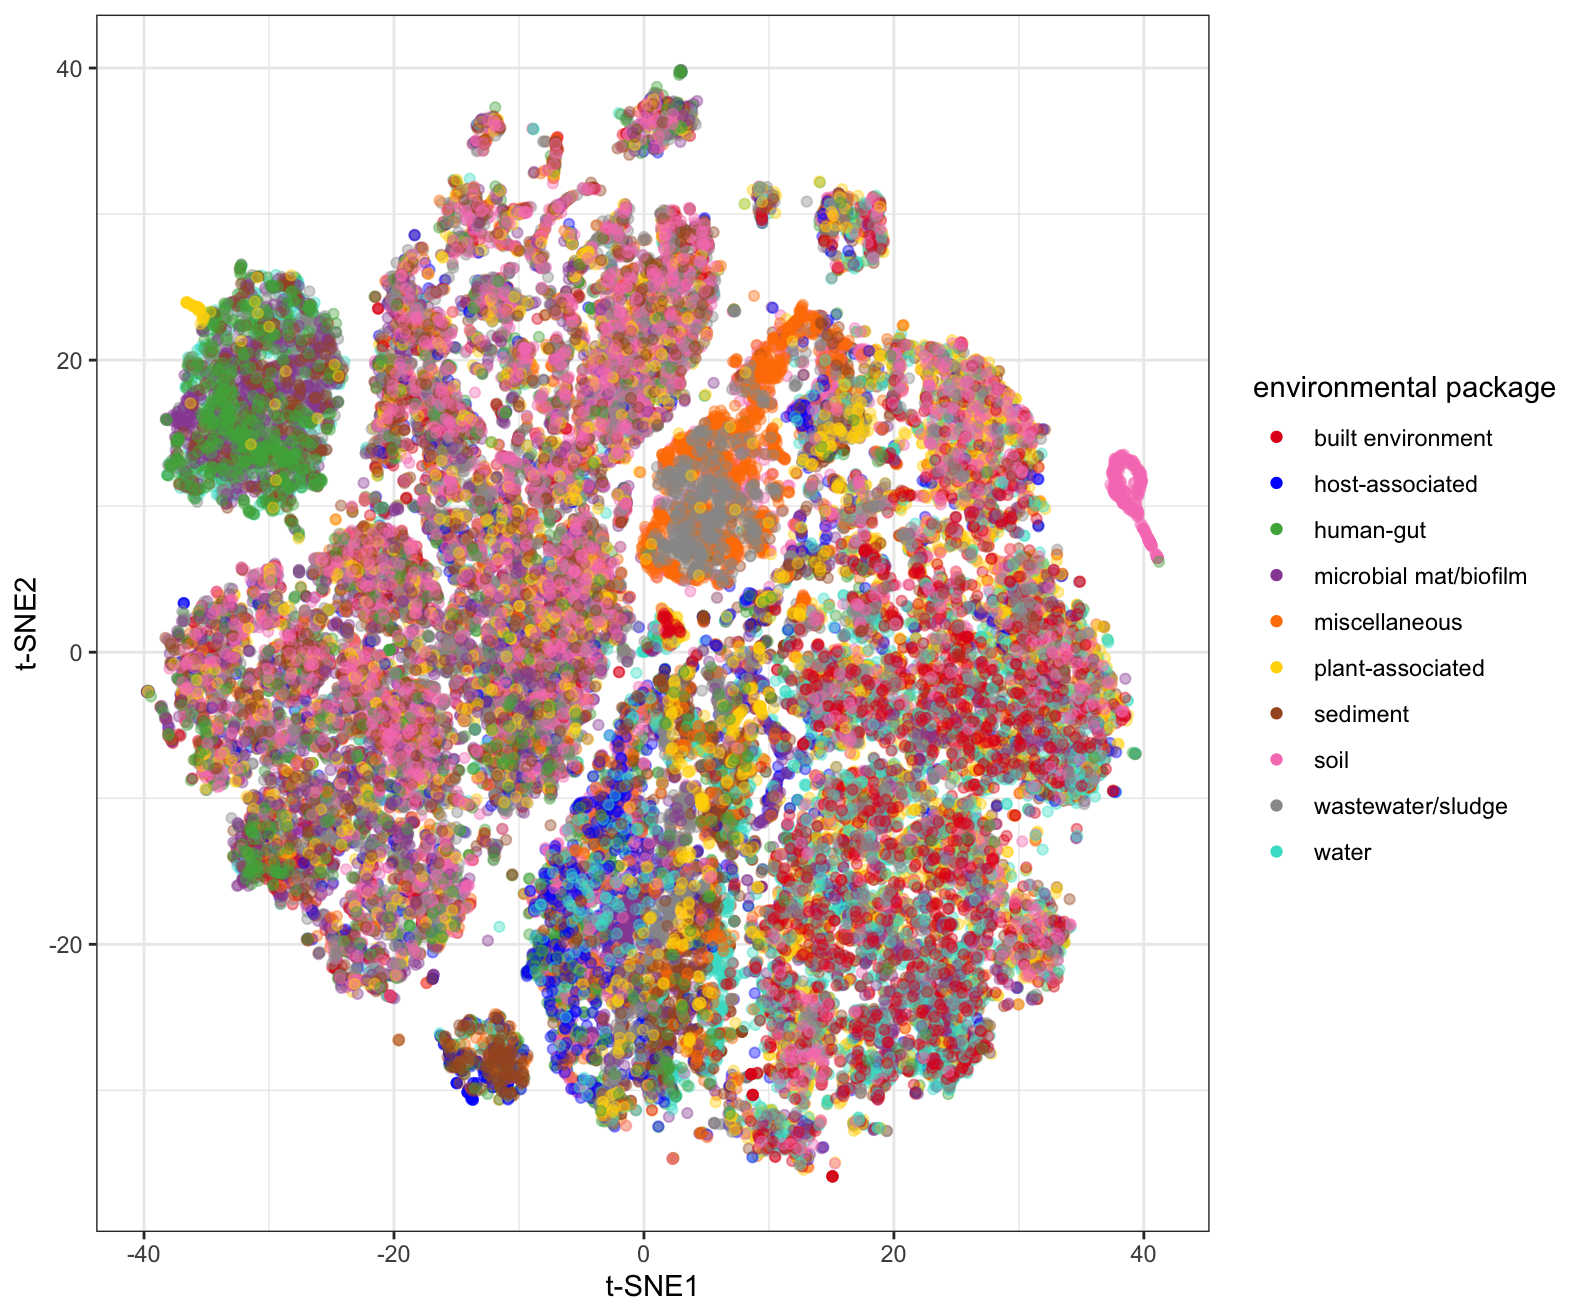 40
20
0
-20
t-SNE2
-40
-20
0
20
40
t-SNE1
environmental package
built environment
host-associated
human-gut
microbial mat/biofilm
miscellaneous
plant-associated
sediment
soil
wastewater/sludge
water